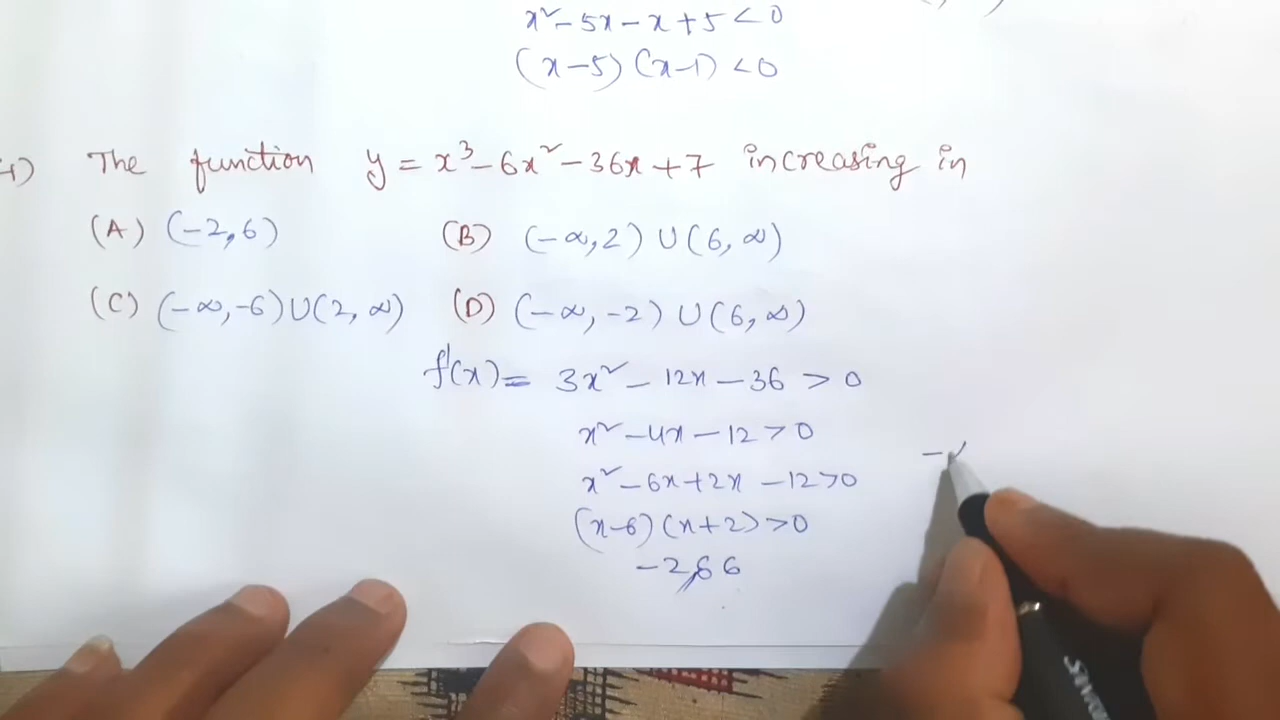 x² - 5x - x + 5 < 0
(x-5) (x-1) < 0
The function y = x³ - 6x² - 36x + 7 increasing in
(A) (-2, 6) (B) (-∞, 2) ∪ (6, ∞)
(C) (-∞, -6) ∪ (2, ∞) (D) (-∞, -2) ∪ (6, ∞)
f'(x) = 3x² - 12x - 36 > 0
x² - 4x - 12 > 0
x² - 6x + 2x - 12 > 0
(x-6) (x+2) > 0
-2, 6